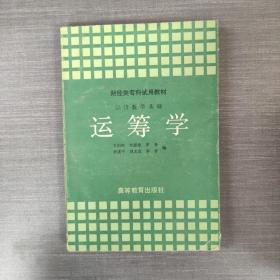 财经类专科试用教材
经济数学基础
运筹学
编
高等教育出版社